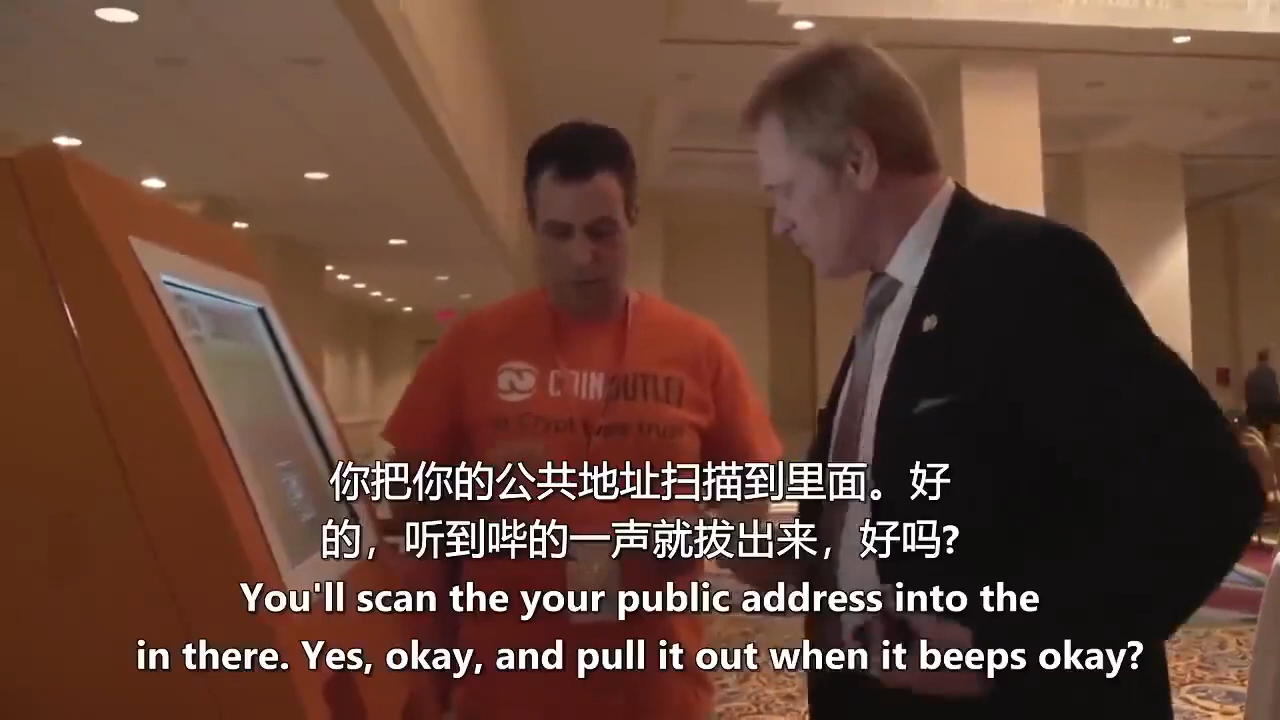 COINOUTLET
你把你的公共地址扫描到里面。好
的，听到哔的一声就拔出来，好吗?
You'll scan the your public address into the
in there. Yes, okay, and pull it out when it beeps okay?